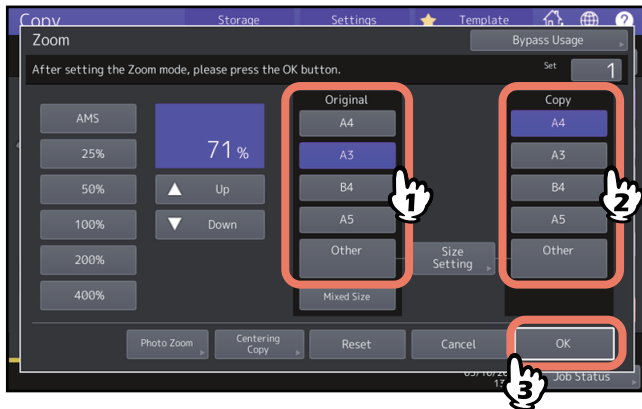 Copy Storage Settings Template ?
Zoom Bypass Usage
After setting the Zoom mode, please press the OK button. Set 1
Original Copy
AMS A4 A4
25% 71 % A3 A3
50% Up B4 B4
1 2
100% Down A5 A5
200% Other Size Setting Other
400% Mixed Size
Photo Zoom Centering Copy Reset Cancel OK
3
Job Status